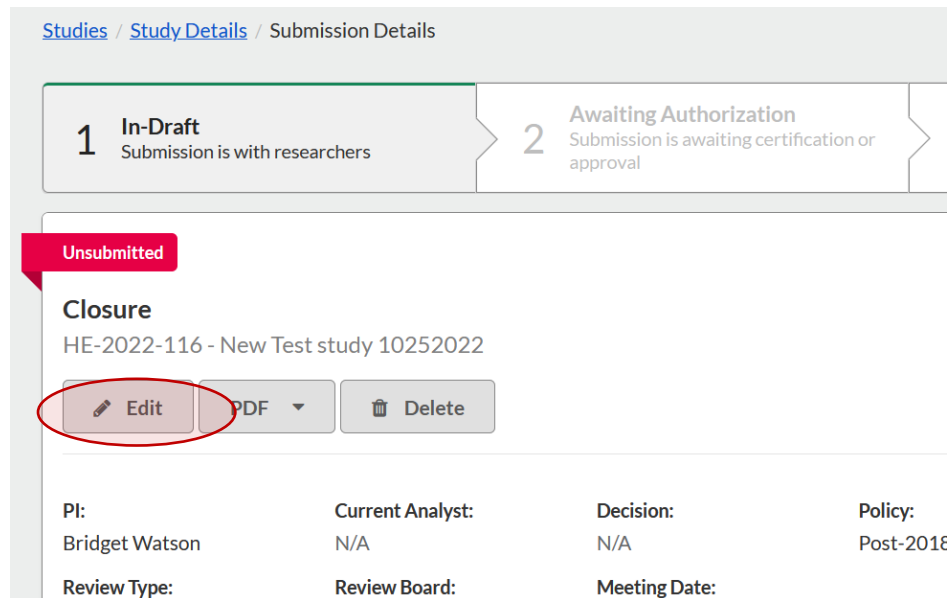 Studies / Study Details / Submission Details
1
In-Draft
Submission is with researchers
2
Awaiting Authorization
Submission is awaiting certification or
approval
Unsubmitted
Closure
HE-2022-116 - New Test study 10252022
Edit PDF Delete
PI: Current Analyst: Decision: Policy:
Bridget Watson N/A N/A Post-2018
Review Type: Review Board: Meeting Date: